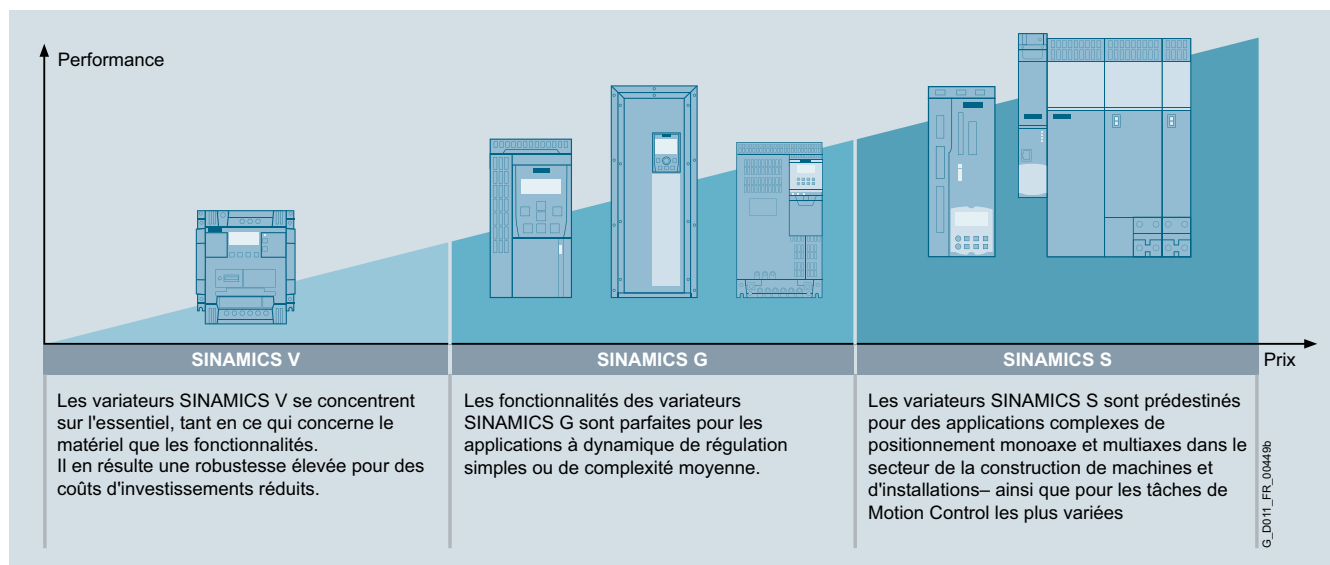 Performance
SINAMICS V
SINAMICS G
SINAMICS S
Prix
Les variateurs SINAMICS V se concentrent
sur l'essentiel, tant en ce qui concerne le
matériel que les fonctionnalités.
Il en résulte une robustesse élevée pour des
coûts d'investissements réduits.
Les fonctionnalités des variateurs
SINAMICS G sont parfaites pour les
applications à dynamique de régulation
simples ou de complexité moyenne.
Les variateurs SINAMICS S sont prédestinés
pour des applications complexes de
positionnement monoaxe et multiaxes dans le
secteur de la construction de machines et
d'installations– ainsi que pour les tâches de
Motion Control les plus variées
G_D011_FR_00449b